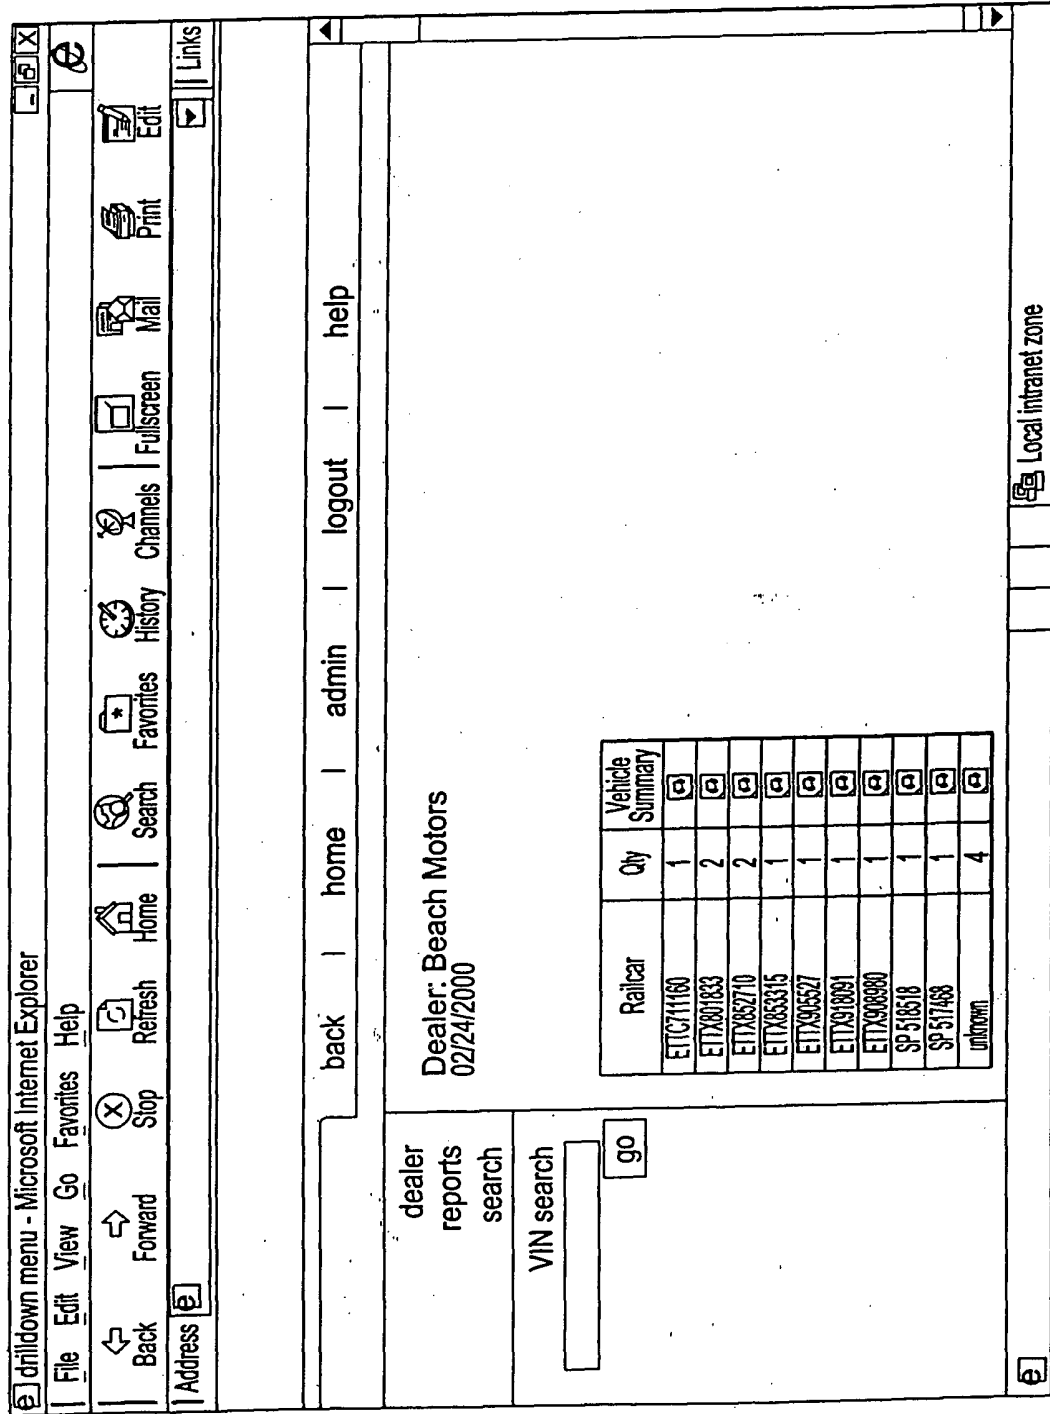 drilldown menu - Microsoft Internet Explorer
File Edit View Go Favorites Help
Back Forward Stop Refresh Home Search Favorites History Channels Fullscreen Mail Print Edit
Address Links
back | home | admin | logout | help
dealer
reports
search
VIN search
go
Dealer: Beach Motors
02/24/2000
Railcar Qty Vehicle Summary
ETTC711160 1
ETTX801833 2
ETTX852710 2
ETTX853315 1
ETTX905527 1
ETTX918091 1
ETTX908980 1
SP 518518 1
SP 517468 1
unknown 4
Local intranet zone